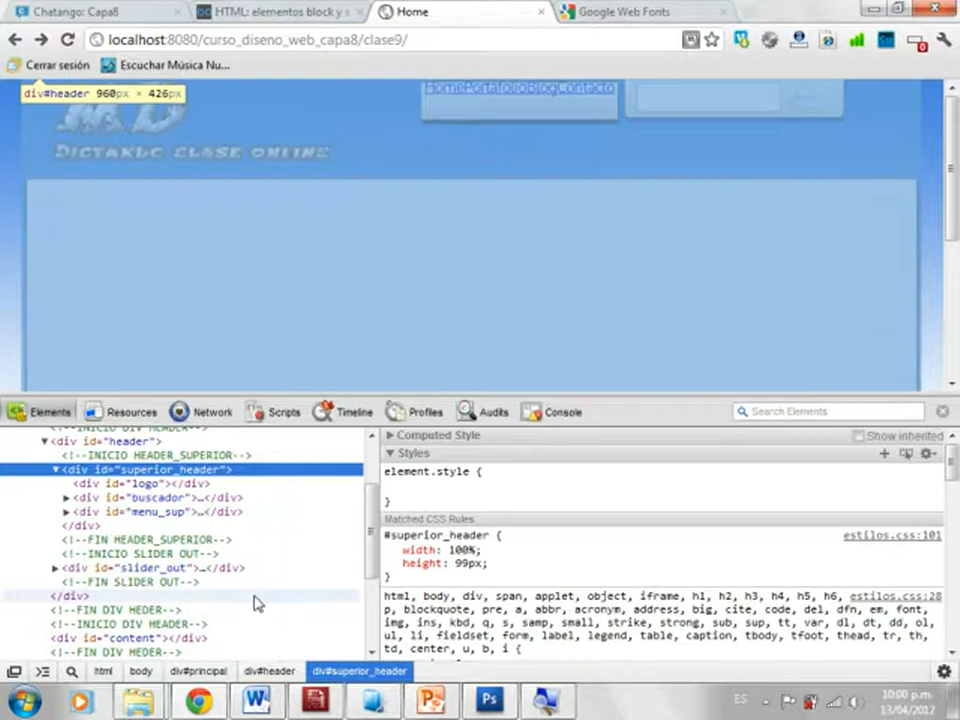 Chatango: Capa8
HTML: elementos block y
Home
Google Web Fonts
localhost:8080/curso_diseno_web_capa8/clase9/
Cerrar sesión
Escuchar Música Nu...
div#header 960px × 426px
HomePortafolioBlogContacto
MD
Dictando clase online
Elements
Resources
Network
Scripts
Timeline
Profiles
Audits
Console
Search Elements
<!--INICIO DIV HEADER-->
▼<div id="header">
<!--INICIO HEADER_SUPERIOR-->
▼<div id="superior_header">
<div id="logo"></div>
▶<div id="buscador">…</div>
▶<div id="menu_sup">…</div>
</div>
<!--FIN HEADER_SUPERIOR-->
<!--INICIO SLIDER OUT-->
▶<div id="slider_out">…</div>
<!--FIN SLIDER OUT-->
</div>
<!--FIN DIV HEDER-->
<!--INICIO DIV HEDER-->
<div id="content"></div>
<!--FIN DIV HEDER-->
▶ Computed Style
Show inherited
▼ Styles
element.style {
}
Matched CSS Rules
#superior_header {
estilos.css:101
width: 100%;
height: 99px;
}
html, body, div, span, applet, object, iframe, h1, h2, h3, h4, h5, h6,
estilos.css:28
p, blockquote, pre, a, abbr, acronym, address, big, cite, code, del, dfn, em, font,
img, ins, kbd, q, s, samp, small, strike, strong, sub, sup, tt, var, dl, dt, dd, ol,
ul, li, fieldset, form, label, legend, table, caption, tbody, tfoot, thead, tr, th,
td, center, u, b, i {
html
body
div#principal
div#header
div#superior_header
ES
10:00 p.m.
13/04/2012